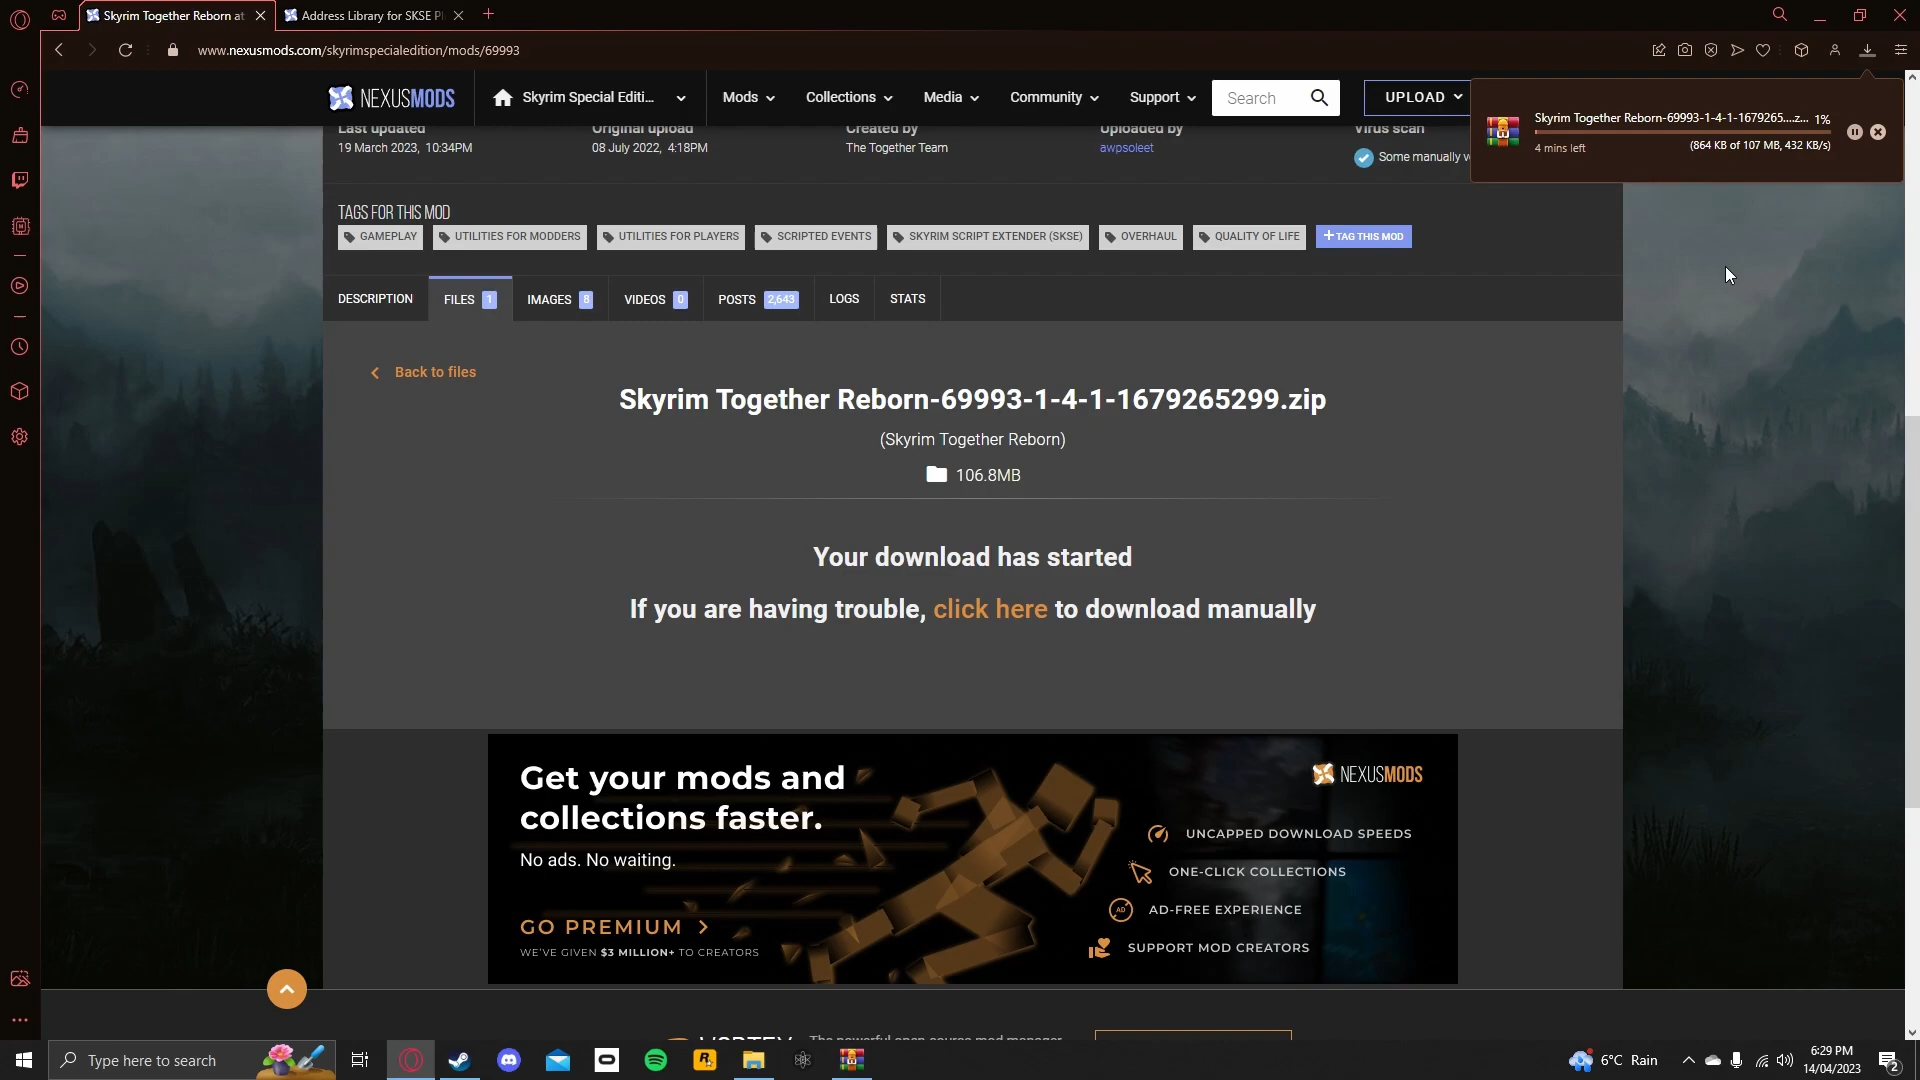 Skyrim Together Reborn at
Address Library for SKSE Pl
www.nexusmods.com/skyrimspecialedition/mods/69993
NEXUSMODS
Skyrim Special Editi...
Mods
Collections
Media
Community
Support
Search
UPLOAD
Skyrim Together Reborn-69993-1-4-1-1679265....z... 1%
4 mins left
(864 KB of 107 MB, 432 KB/s)
Last updated
Original upload
Created by
Uploaded by
Virus scan
19 March 2023, 10:34PM
08 July 2022, 4:18PM
The Together Team
awpsoleet
Some manually v
TAGS FOR THIS MOD
GAMEPLAY
UTILITIES FOR MODDERS
UTILITIES FOR PLAYERS
SCRIPTED EVENTS
SKYRIM SCRIPT EXTENDER (SKSE)
OVERHAUL
QUALITY OF LIFE
+TAG THIS MOD
DESCRIPTION
FILES 1
IMAGES 8
VIDEOS 0
POSTS 2,643
LOGS
STATS
Back to files
Skyrim Together Reborn-69993-1-4-1-1679265299.zip
(Skyrim Together Reborn)
106.8MB
Your download has started
If you are having trouble, click here to download manually
Get your mods and
collections faster.
No ads. No waiting.
GO PREMIUM >
WE'VE GIVEN $3 MILLION+ TO CREATORS
NEXUSMODS
UNCAPPED DOWNLOAD SPEEDS
ONE-CLICK COLLECTIONS
AD
AD-FREE EXPERIENCE
SUPPORT MOD CREATORS
VORTEX
The powerful open source mod manager
Type here to search
6°C Rain
6:29 PM
14/04/2023
2